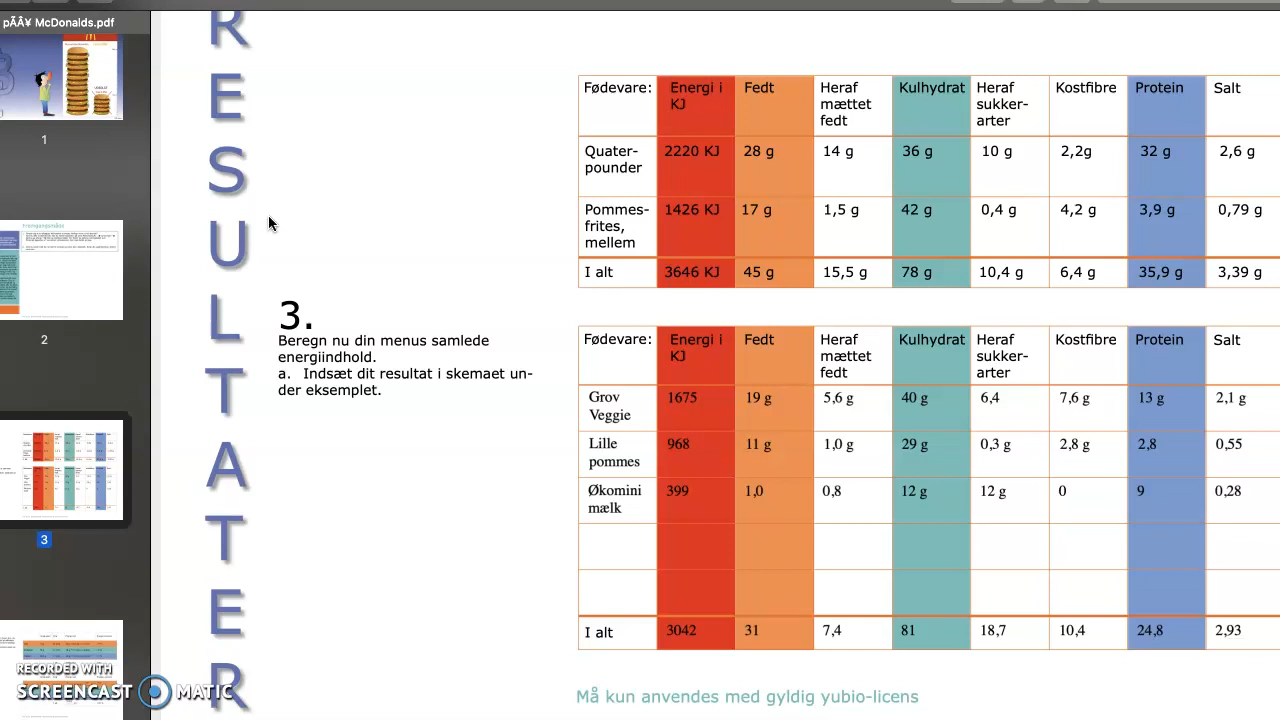 pÃÂ¥ McDonalds.pdf
1
2
3
RESULTATER
3.
Beregn nu din menus samlede
energiindhold.
a. Indsæt dit resultat i skemaet un-
der eksemplet.
Fødevare: Energi i KJ Fedt Heraf mættet fedt Kulhydrat Heraf sukker-arter Kostfibre Protein Salt
Quater-pounder 2220 KJ 28 g 14 g 36 g 10 g 2,2g 32 g 2,6 g
Pommes-frites, mellem 1426 KJ 17 g 1,5 g 42 g 0,4 g 4,2 g 3,9 g 0,79 g
I alt 3646 KJ 45 g 15,5 g 78 g 10,4 g 6,4 g 35,9 g 3,39 g
Fødevare: Energi i KJ Fedt Heraf mættet fedt Kulhydrat Heraf sukker-arter Kostfibre Protein Salt
Grov Veggie 1675 19 g 5,6 g 40 g 6,4 7,6 g 13 g 2,1 g
Lille pommes 968 11 g 1,0 g 29 g 0,3 g 2,8 g 2,8 0,55
Økomini mælk 399 1,0 0,8 12 g 12 g 0 9 0,28
I alt 3042 31 7,4 81 18,7 10,4 24,8 2,93
Må kun anvendes med gyldig yubio-licens
RECORDED WITH
SCREENCAST MATIC